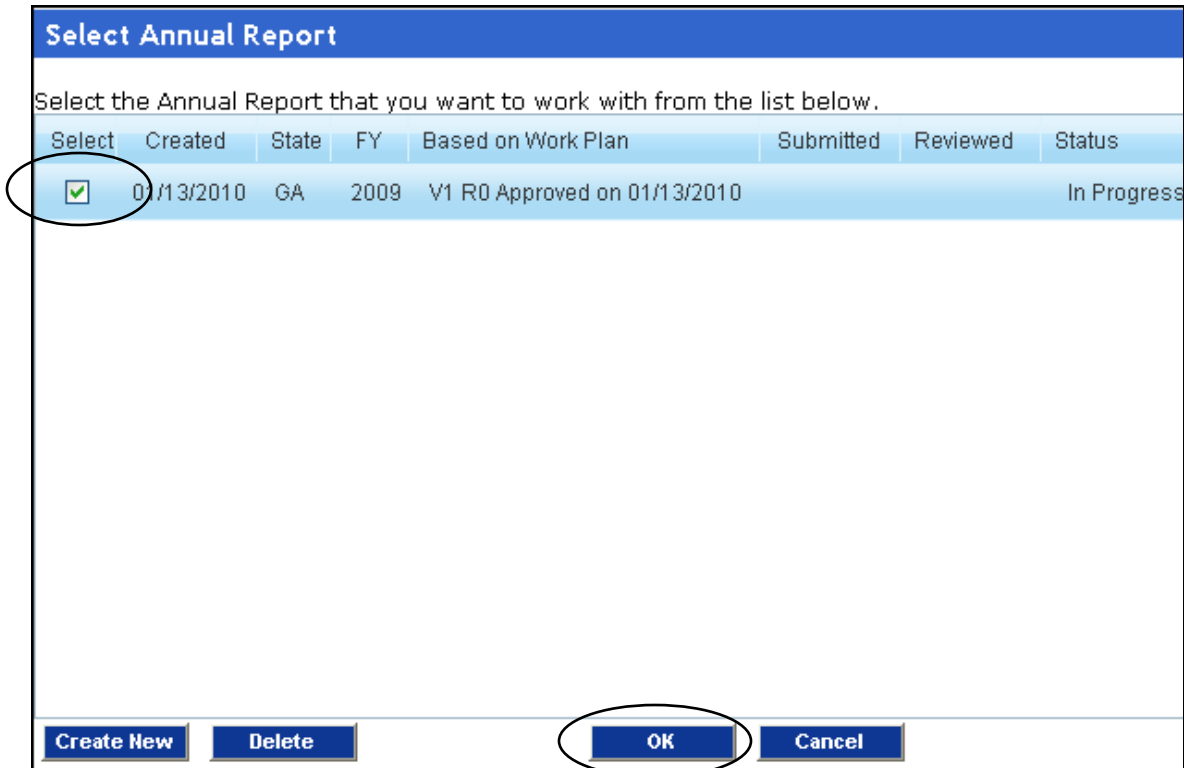 Select Annual Report
Select the Annual Report that you want to work with from the list below.
Select Created State FY Based on Work Plan Submitted Reviewed Status
01/13/2010 GA 2009 V1 R0 Approved on 01/13/2010 In Progress
Create New Delete OK Cancel